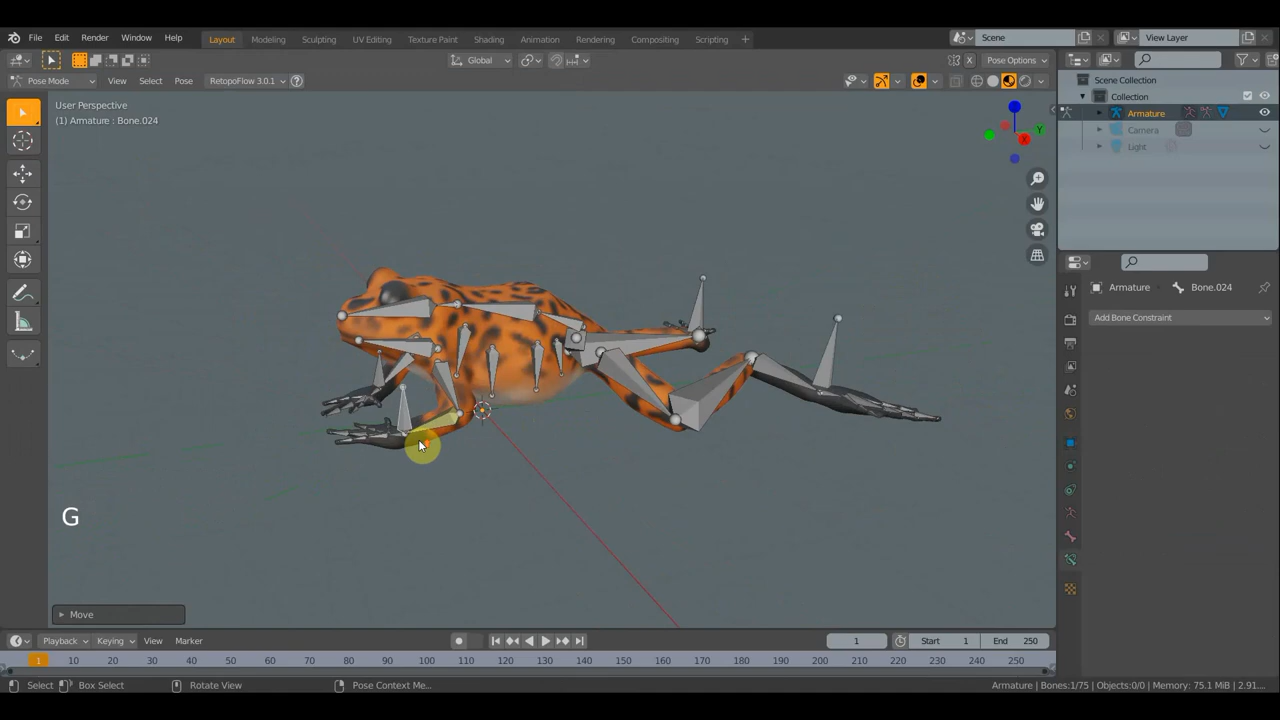 File Edit Render Window Help Layout Modeling Sculpting UV Editing Texture Paint Shading Animation Rendering Compositing Scripting + Scene View Layer
Global Pose Options
Pose Mode View Select Pose RetopoFlow 3.0.1
User Perspective
(1) Armature : Bone.024
Scene Collection
Collection
Armature
Camera
Light
Armature Bone.024
Add Bone Constraint
X
Y
G
Move
Playback Keying View Marker 1 Start 1 End 250
1 10 20 30 40 50 60 70 80 90 100 110 120 130 140 150 160 170 180 190 200 210 220 230 240 250
Select Box Select Rotate View Pose Context Me... Armature | Bones:1/75 | Objects:0/0 | Memory: 75.1 MiB | 2.91...